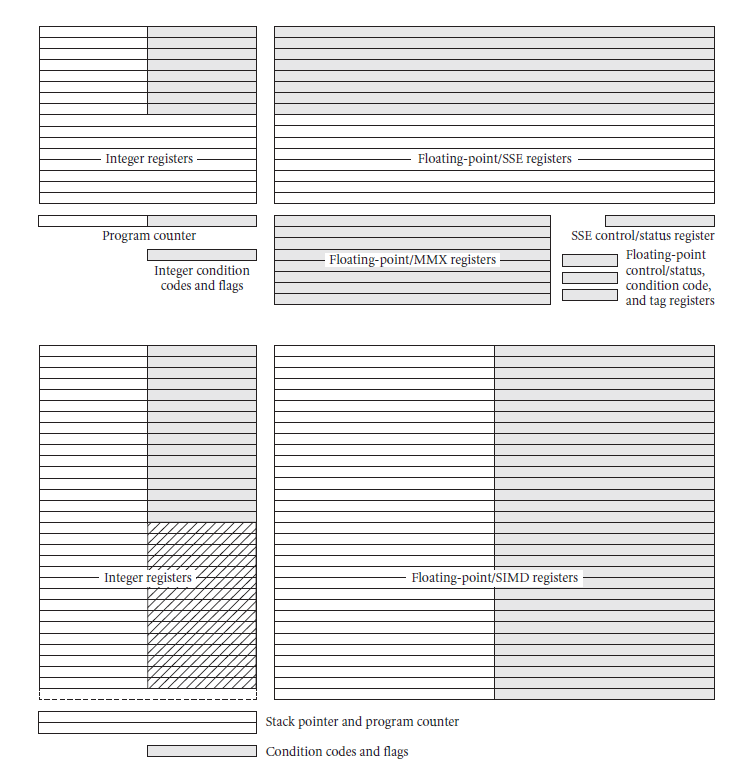 Integer registers
Floating-point/SSE registers
Program counter
SSE control/status register
Integer condition
codes and flags
Floating-point/MMX registers
Floating-point
control/status,
condition code,
and tag registers
Integer registers
Floating-point/SIMD registers
Stack pointer and program counter
Condition codes and flags